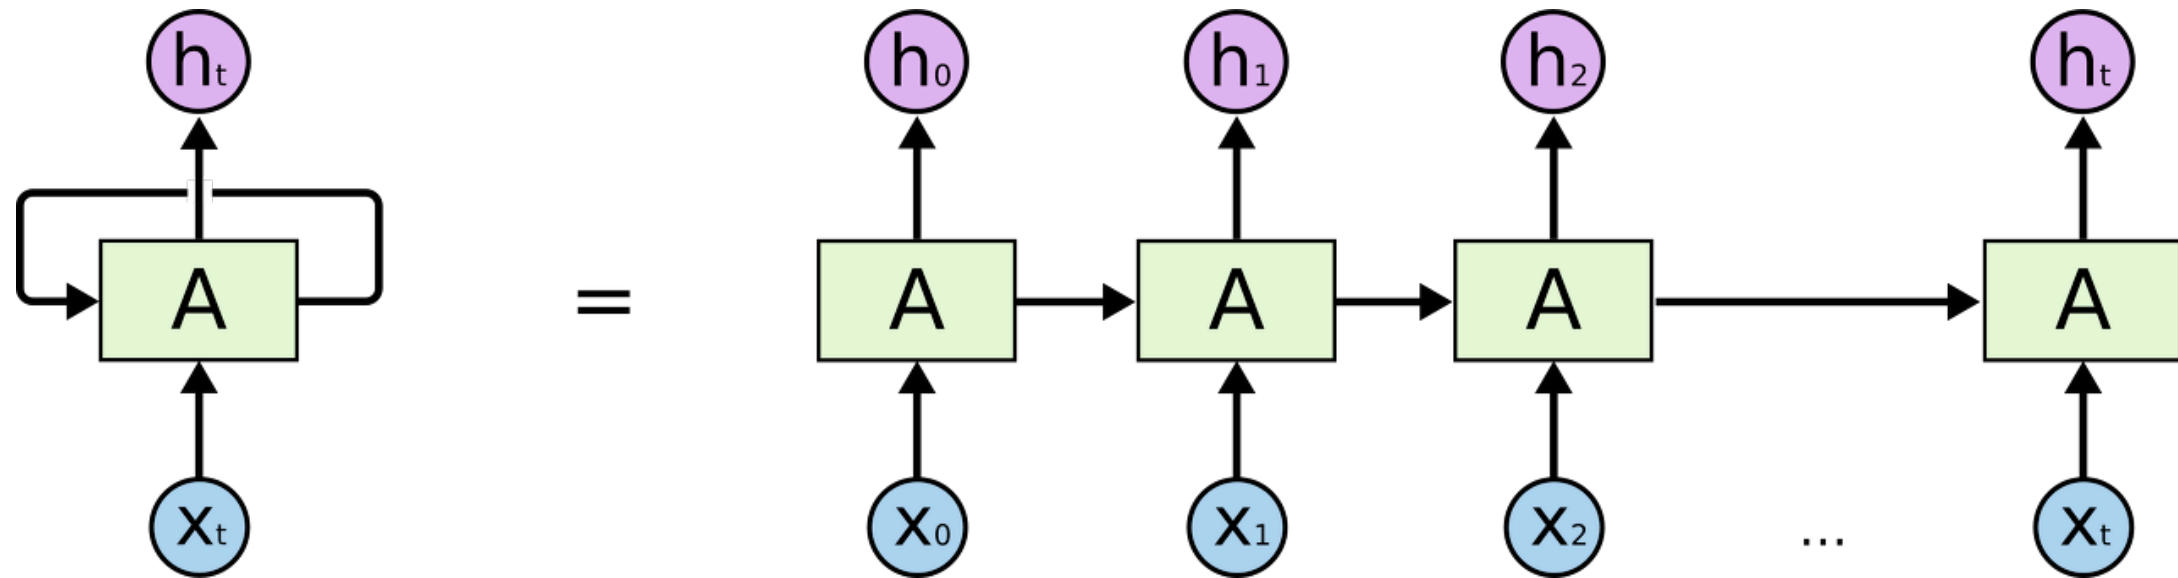 hₜ h₀ h₁ h₂ hₜ
A = A A A A
xₜ x₀ x₁ x₂ ... xₜ